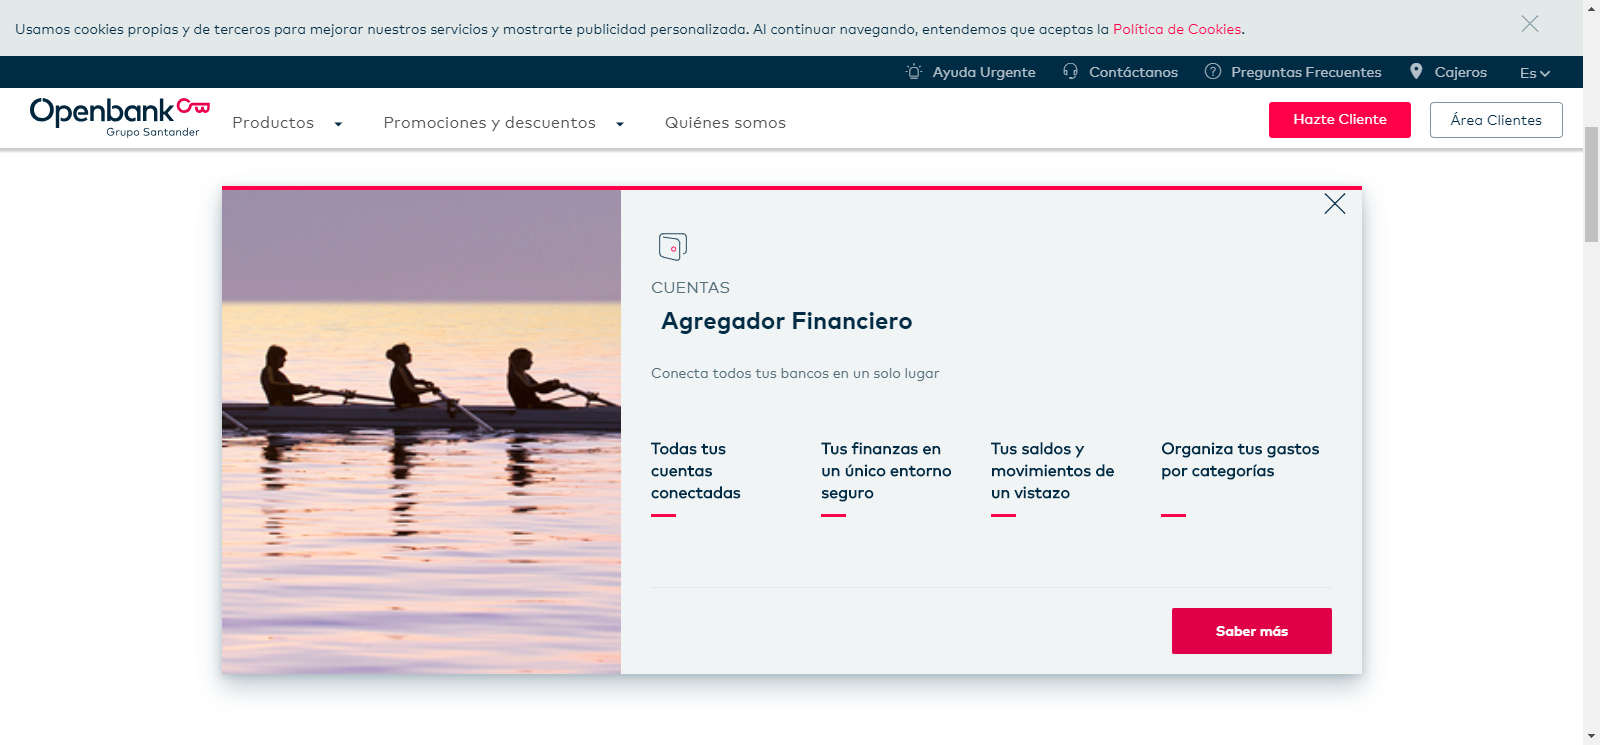 Usamos cookies propias y de terceros para mejorar nuestros servicios y mostrarte publicidad personalizada. Al continuar navegando, entendemos que aceptas la Política de Cookies.
Ayuda Urgente Contáctanos Preguntas Frecuentes Cajeros Es
Openbank
Grupo Santander
Productos Promociones y descuentos Quiénes somos
Hazte Cliente Área Clientes
CUENTAS
Agregador Financiero
Conecta todos tus bancos en un solo lugar
Todas tus
cuentas
conectadas
Tus finanzas en
un único entorno
seguro
Tus saldos y
movimientos de
un vistazo
Organiza tus gastos
por categorías
Saber más